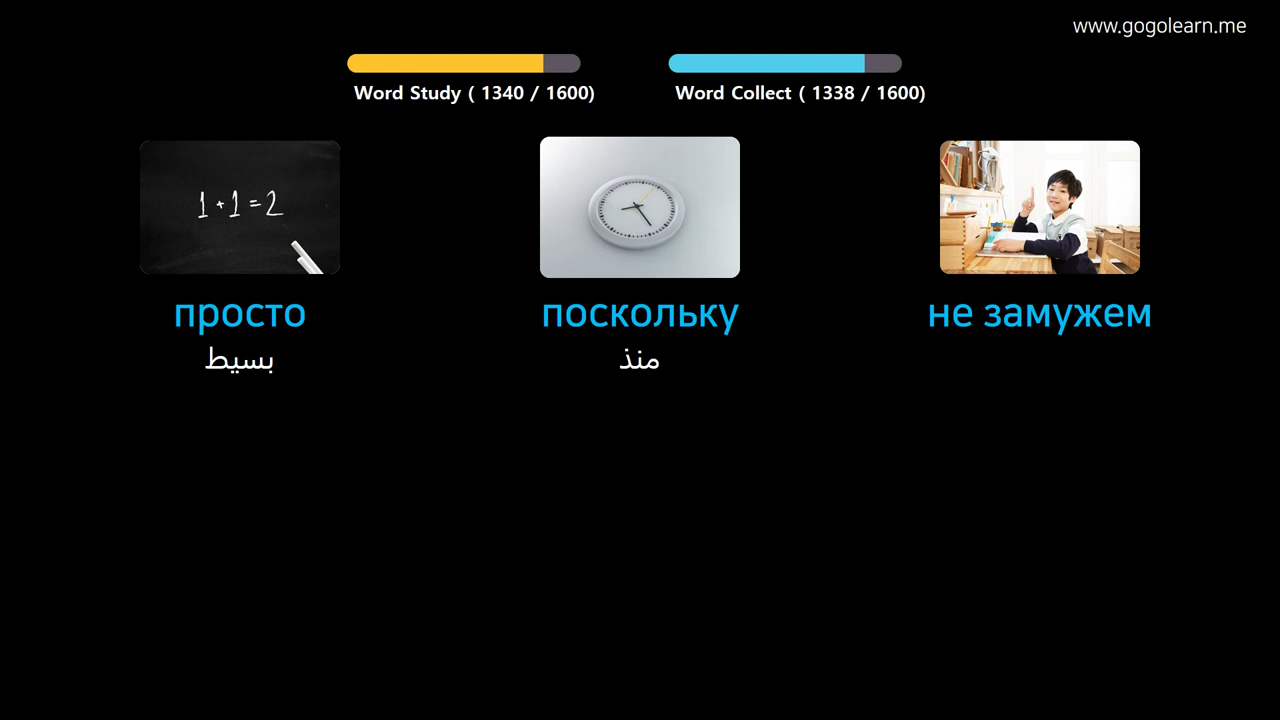 www.gogolearn.me
Word Study ( 1340 / 1600)
Word Collect ( 1338 / 1600)
1 + 1 = 2
просто
поскольку
не замужем
بسيط
منذ